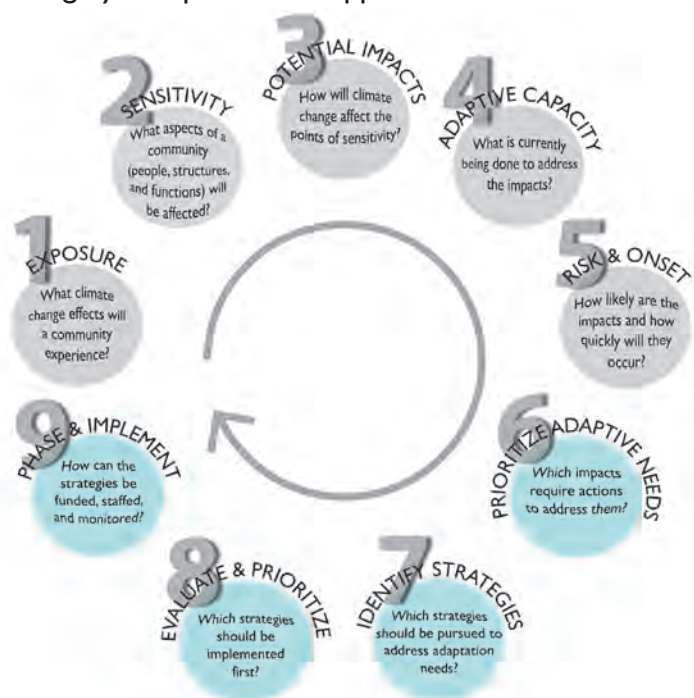 1
EXPOSURE
What climate
change effects will
a community
experience?
2
SENSITIVITY
What aspects of a
community
(people, structures,
and functions) will
be affected?
3
POTENTIAL IMPACTS
How will climate
change affect the
points of sensitivity?
4
ADAPTIVE CAPACITY
What is currently
being done to address
the impacts?
5
RISK & ONSET
How likely are the
impacts and how
quickly will they
occur?
6
PRIORITIZE ADAPTIVE NEEDS
Which impacts
require actions
to address them?
7
IDENTIFY STRATEGIES
Which strategies
should be pursued to
address adaptation
needs?
8
EVALUATE & PRIORITIZE
Which strategies
should be
implemented
first?
9
PHASE & IMPLEMENT
How can the
strategies be
funded, staffed,
and monitored?